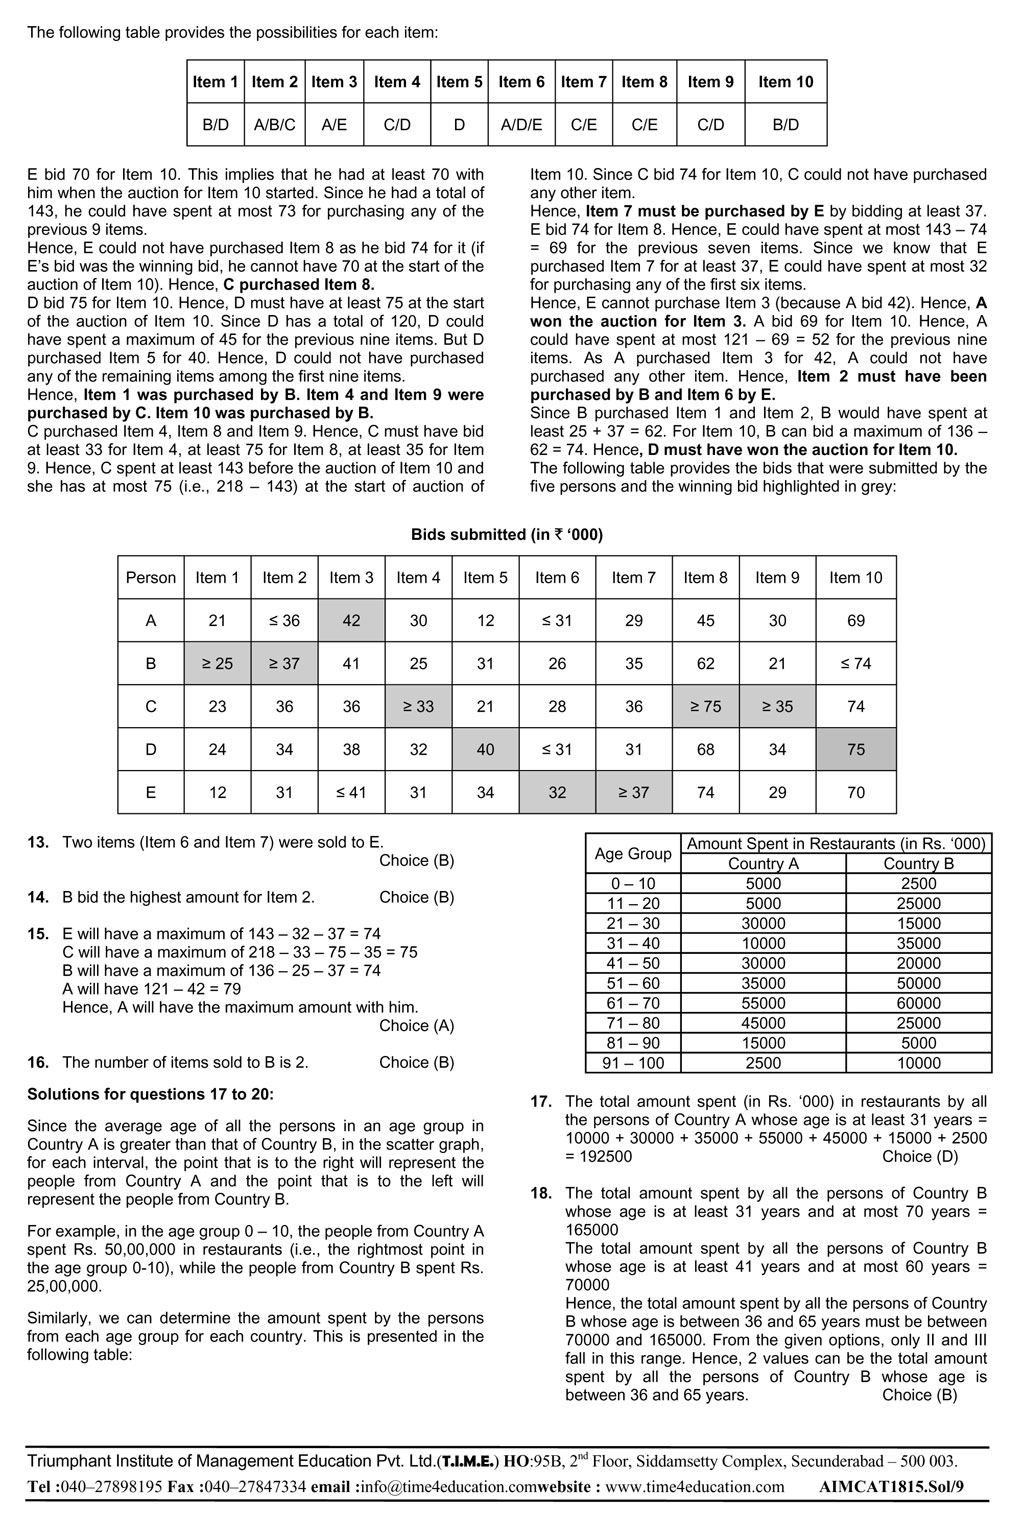 The following table provides the possibilities for each item:
Item 1 Item 2 Item 3 Item 4 Item 5 Item 6 Item 7 Item 8 Item 9 Item 10
B/D A/B/C A/E C/D D A/D/E C/E C/E C/D B/D
E bid 70 for Item 10. This implies that he had at least 70 with
him when the auction for Item 10 started. Since he had a total of
143, he could have spent at most 73 for purchasing any of the
previous 9 items.
Hence, E could not have purchased Item 8 as he bid 74 for it (if
E's bid was the winning bid, he cannot have 70 at the start of the
auction of Item 10). Hence, C purchased Item 8.
D bid 75 for Item 10. Hence, D must have at least 75 at the start
of the auction of Item 10. Since D has a total of 120, D could
have spent a maximum of 45 for the previous nine items. But D
purchased Item 5 for 40. Hence, D could not have purchased
any of the remaining items among the first nine items.
Hence, Item 1 was purchased by B. Item 4 and Item 9 were
purchased by C. Item 10 was purchased by B.
C purchased Item 4, Item 8 and Item 9. Hence, C must have bid
at least 33 for Item 4, at least 75 for Item 8, at least 35 for Item
9. Hence, C spent at least 143 before the auction of Item 10 and
she has at most 75 (i.e., 218 – 143) at the start of auction of
Item 10. Since C bid 74 for Item 10, C could not have purchased
any other item.
Hence, Item 7 must be purchased by E by bidding at least 37.
E bid 74 for Item 8. Hence, E could have spent at most 143 – 74
= 69 for the previous seven items. Since we know that E
purchased Item 7 for at least 37, E could have spent at most 32
for purchasing any of the first six items.
Hence, E cannot purchase Item 3 (because A bid 42). Hence, A
won the auction for Item 3. A bid 69 for Item 10. Hence, A
could have spent at most 121 – 69 = 52 for the previous nine
items. As A purchased Item 3 for 42, A could not have
purchased any other item. Hence, Item 2 must have been
purchased by B and Item 6 by E.
Since B purchased Item 1 and Item 2, B would have spent at
least 25 + 37 = 62. For Item 10, B can bid a maximum of 136 –
62 = 74. Hence, D must have won the auction for Item 10.
The following table provides the bids that were submitted by the
five persons and the winning bid highlighted in grey:
Bids submitted (in ₹ '000)
Person Item 1 Item 2 Item 3 Item 4 Item 5 Item 6 Item 7 Item 8 Item 9 Item 10
A 21 ≤ 36 42 30 12 ≤ 31 29 45 30 69
B ≥ 25 ≥ 37 41 25 31 26 35 62 21 ≤ 74
C 23 36 36 ≥ 33 21 28 36 ≥ 75 ≥ 35 74
D 24 34 38 32 40 ≤ 31 31 68 34 75
E 12 31 ≤ 41 31 34 32 ≥ 37 74 29 70
13. Two items (Item 6 and Item 7) were sold to E.
Choice (B)
14. B bid the highest amount for Item 2. Choice (B)
15. E will have a maximum of 143 – 32 – 37 = 74
C will have a maximum of 218 – 33 – 75 – 35 = 75
B will have a maximum of 136 – 25 – 37 = 74
A will have 121 – 42 = 79
Hence, A will have the maximum amount with him.
Choice (A)
16. The number of items sold to B is 2. Choice (B)
Solutions for questions 17 to 20:
Since the average age of all the persons in an age group in
Country A is greater than that of Country B, in the scatter graph,
for each interval, the point that is to the right will represent the
people from Country A and the point that is to the left will
represent the people from Country B.
For example, in the age group 0 – 10, the people from Country A
spent Rs. 50,00,000 in restaurants (i.e., the rightmost point in
the age group 0-10), while the people from Country B spent Rs.
25,00,000.
Similarly, we can determine the amount spent by the persons
from each age group for each country. This is presented in the
following table:
Age Group Amount Spent in Restaurants (in Rs. '000)
Country A Country B
0 – 10 5000 2500
11 – 20 5000 25000
21 – 30 30000 15000
31 – 40 10000 35000
41 – 50 30000 20000
51 – 60 35000 50000
61 – 70 55000 60000
71 – 80 45000 25000
81 – 90 15000 5000
91 – 100 2500 10000
17. The total amount spent (in Rs. '000) in restaurants by all
the persons of Country A whose age is at least 31 years =
10000 + 30000 + 35000 + 55000 + 45000 + 15000 + 2500
= 192500 Choice (D)
18. The total amount spent by all the persons of Country B
whose age is at least 31 years and at most 70 years =
165000
The total amount spent by all the persons of Country B
whose age is at least 41 years and at most 60 years =
70000
Hence, the total amount spent by all the persons of Country
B whose age is between 36 and 65 years must be between
70000 and 165000. From the given options, only II and III
fall in this range. Hence, 2 values can be the total amount
spent by all the persons of Country B whose age is
between 36 and 65 years. Choice (B)
Triumphant Institute of Management Education Pvt. Ltd.(T.I.M.E.) HO:95B, 2nd Floor, Siddamsetty Complex, Secunderabad – 500 003.
Tel :040–27898195 Fax :040–27847334 email :info@time4education.comwebsite : www.time4education.com AIMCAT1815.Sol/9